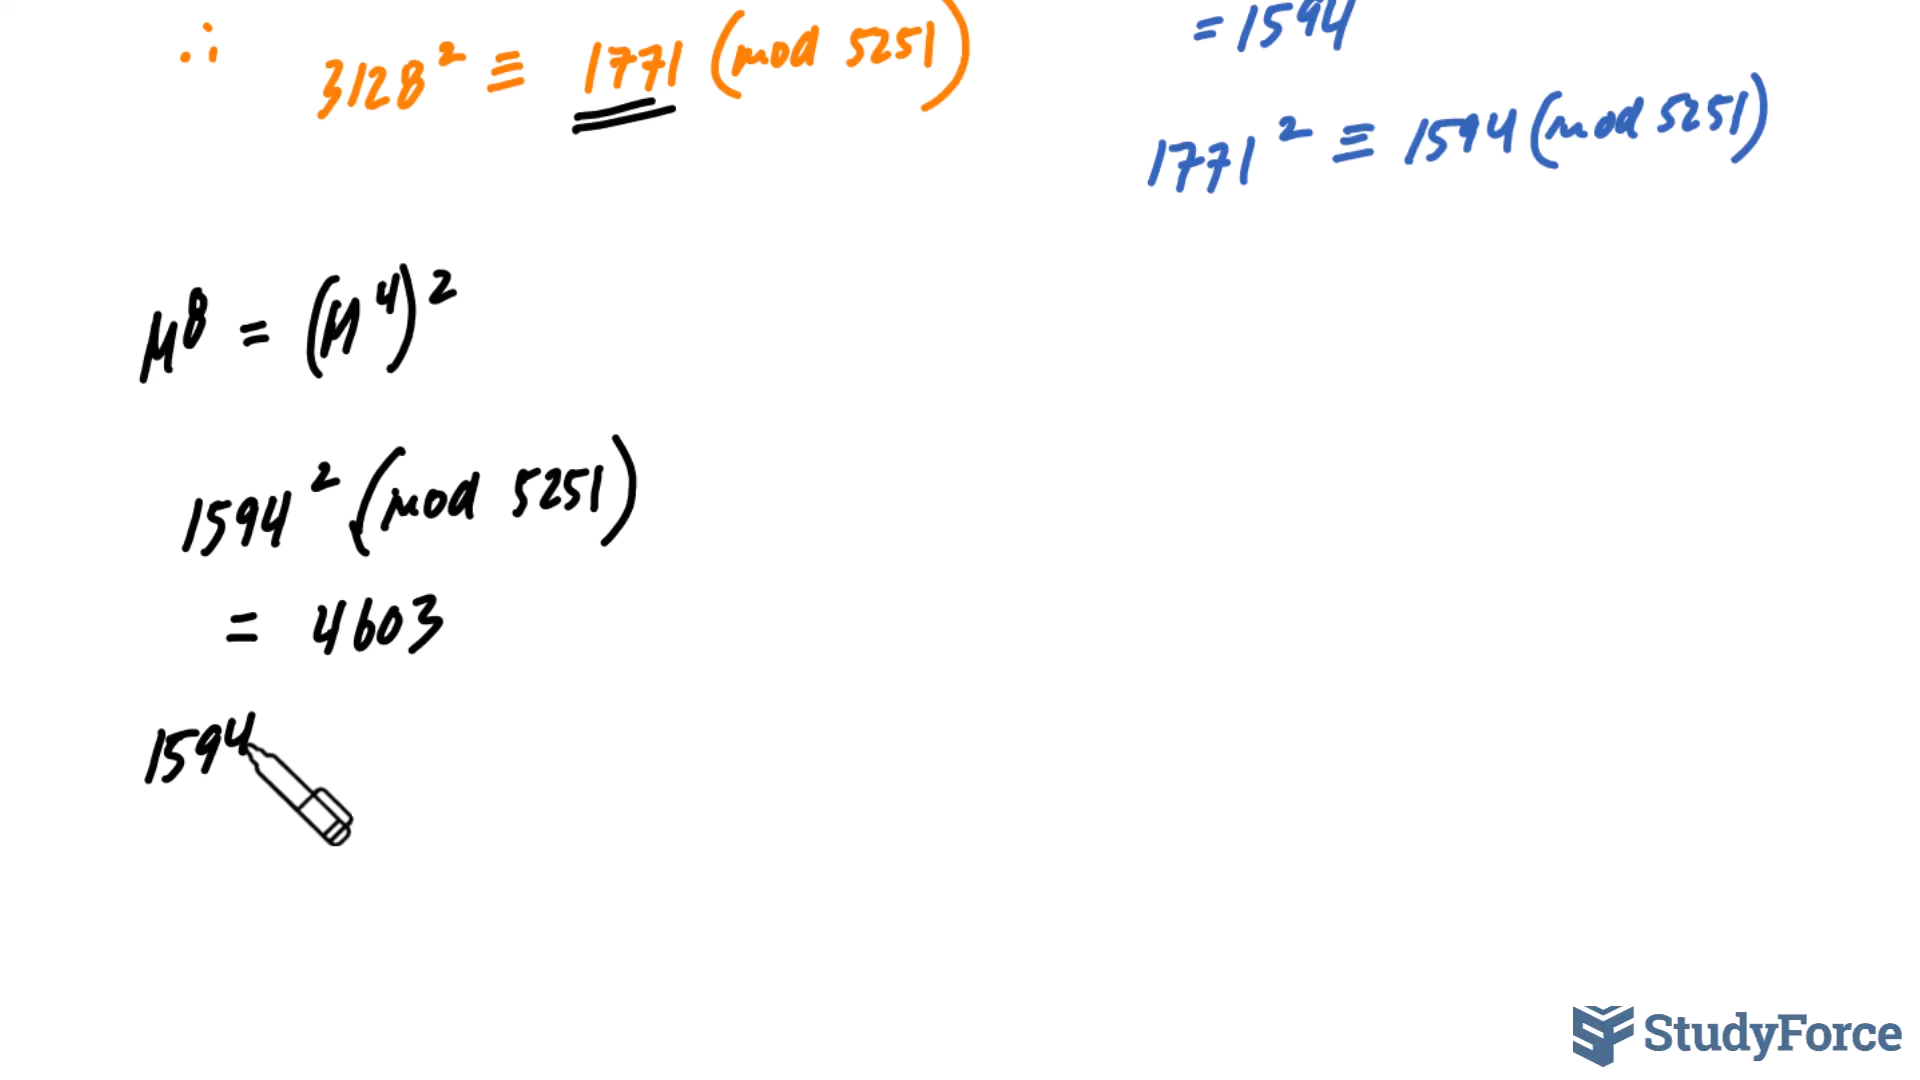 ∴ 3128² ≡ 1771 (mod 5251)
= 1594
1771² ≡ 1594 (mod 5251)
M⁸ = (M⁴)²
1594² (mod 5251)
= 4603
1594
StudyForce